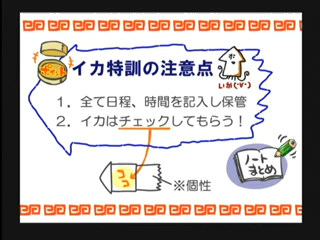 イカ特訓の注意点
いか(・∀・)
1．全て日程、時間を記入し保管
2．イカはチェックしてもらう！
ココ
※個性
ノート
まとめ